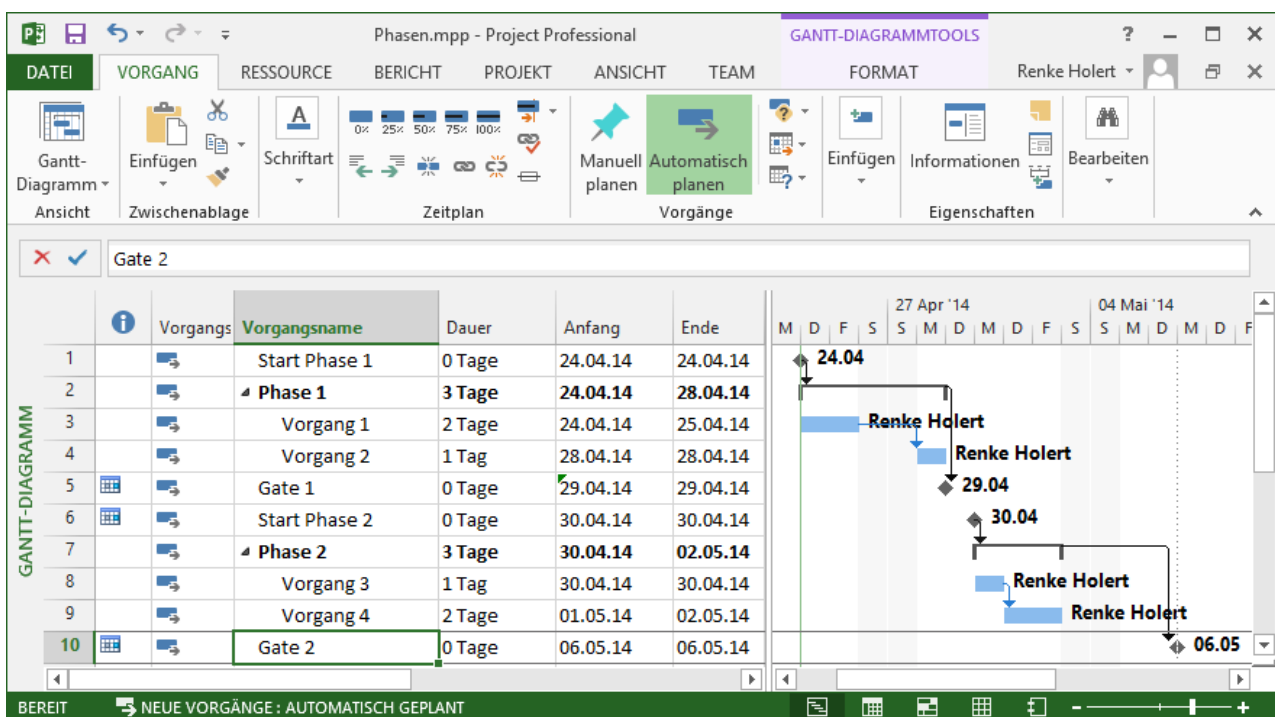 Phasen.mpp - Project Professional GANTT-DIAGRAMMTOOLS ?
DATEI VORGANG RESSOURCE BERICHT PROJEKT ANSICHT TEAM FORMAT Renke Holert
0% 25% 50% 75% 100%
Gantt-Diagramm Einfügen Schriftart Manuell planen Automatisch planen Einfügen Informationen Bearbeiten
Ansicht Zwischenablage Zeitplan Vorgänge Eigenschaften
Gate 2
27 Apr '14 04 Mai '14
Vorgangs Vorgangsname Dauer Anfang Ende M D F S S M D M D F S S M D M D F
1 Start Phase 1 0 Tage 24.04.14 24.04.14 24.04
2 Phase 1 3 Tage 24.04.14 28.04.14
3 Vorgang 1 2 Tage 24.04.14 25.04.14 Renke Holert
4 Vorgang 2 1 Tag 28.04.14 28.04.14 Renke Holert
5 Gate 1 0 Tage 29.04.14 29.04.14 29.04
6 Start Phase 2 0 Tage 30.04.14 30.04.14 30.04
7 Phase 2 3 Tage 30.04.14 02.05.14
8 Vorgang 3 1 Tag 30.04.14 30.04.14 Renke Holert
9 Vorgang 4 2 Tage 01.05.14 02.05.14 Renke Holert
10 Gate 2 0 Tage 06.05.14 06.05.14 06.05
GANTT-DIAGRAMM
BEREIT NEUE VORGÄNGE : AUTOMATISCH GEPLANT